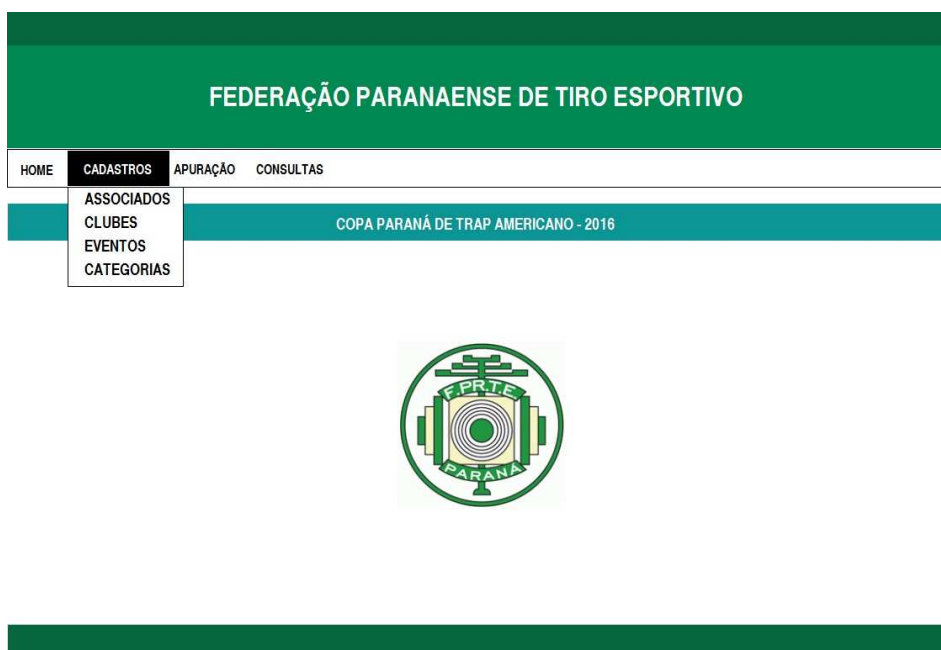 FEDERAÇÃO PARANAENSE DE TIRO ESPORTIVO
HOME CADASTROS APURAÇÃO CONSULTAS
ASSOCIADOS
CLUBES
EVENTOS
CATEGORIAS
COPA PARANÁ DE TRAP AMERICANO - 2016
F.PR.T.E.
PARANÁ